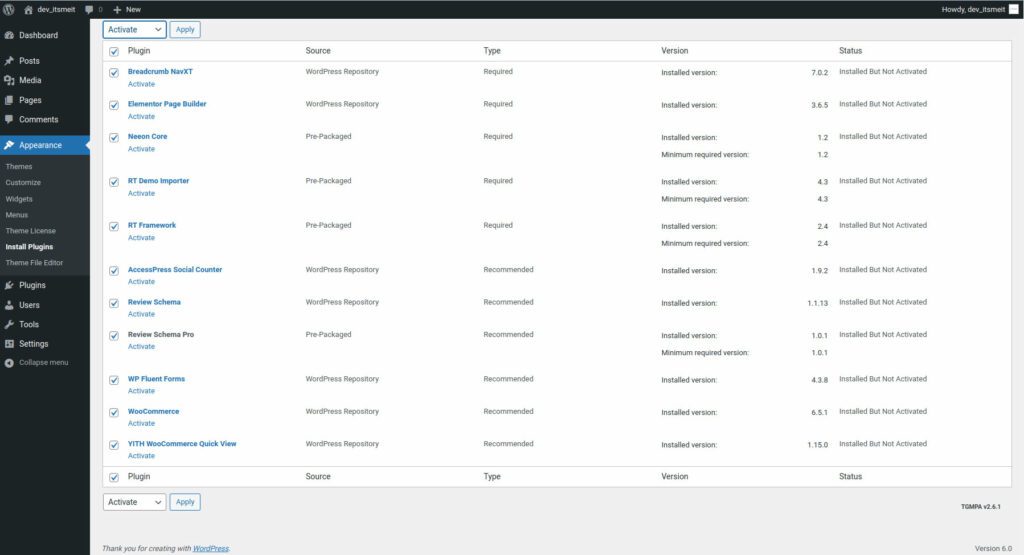 dev_itsmeit 0 New Howdy, dev_itsmeit
Dashboard
Posts
Media
Pages
Comments
Appearance
Themes
Customize
Widgets
Menus
Theme License
Install Plugins
Theme File Editor
Plugins
Users
Tools
Settings
Collapse menu
Activate Apply
Plugin Source Type Version Status
Breadcrumb NavXT WordPress Repository Required Installed version: 7.0.2 Installed But Not Activated
Activate
Elementor Page Builder WordPress Repository Required Installed version: 3.6.5 Installed But Not Activated
Activate
Neeon Core Pre-Packaged Required Installed version: 1.2 Installed But Not Activated
Activate
Minimum required version: 1.2
RT Demo Importer Pre-Packaged Required Installed version: 4.3 Installed But Not Activated
Activate
Minimum required version: 4.3
RT Framework Pre-Packaged Required Installed version: 2.4 Installed But Not Activated
Activate
Minimum required version: 2.4
AccessPress Social Counter WordPress Repository Recommended Installed version: 1.9.2 Installed But Not Activated
Activate
Review Schema WordPress Repository Recommended Installed version: 1.1.13 Installed But Not Activated
Activate
Review Schema Pro Pre-Packaged Recommended Installed version: 1.0.1 Installed But Not Activated
Activate
Minimum required version: 1.0.1
WP Fluent Forms WordPress Repository Recommended Installed version: 4.3.8 Installed But Not Activated
Activate
WooCommerce WordPress Repository Recommended Installed version: 6.5.1 Installed But Not Activated
Activate
YITH WooCommerce Quick View WordPress Repository Recommended Installed version: 1.15.0 Installed But Not Activated
Activate
Plugin Source Type Version Status
Activate Apply
TGMPA v2.6.1
Thank you for creating with WordPress. Version 6.0